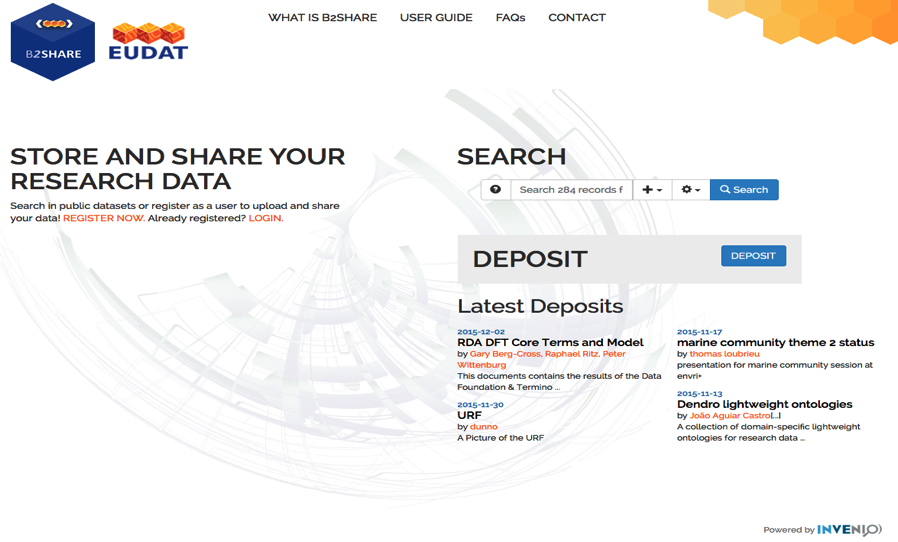 WHAT IS B2SHARE USER GUIDE FAQs CONTACT
B2SHARE
EUDAT
STORE AND SHARE YOUR
RESEARCH DATA
Search in public datasets or register as a user to upload and share
your data! REGISTER NOW. Already registered? LOGIN.
SEARCH
Search 284 records f
Search
DEPOSIT
DEPOSIT
Latest Deposits
2015-12-02
RDA DFT Core Terms and Model
by Gary Berg-Cross, Raphael Ritz, Peter
Wittenburg
This documents contains the results of the Data
Foundation & Termino ...
2015-11-30
URF
by dunno
A Picture of the URF
2015-11-17
marine community theme 2 status
by thomas loubrieu
presentation for marine community session at
envri+
2015-11-13
Dendro lightweight ontologies
by João Aguiar Castro[...]
A collection of domain-specific lightweight
ontologies for research data ...
Powered by INVENIO